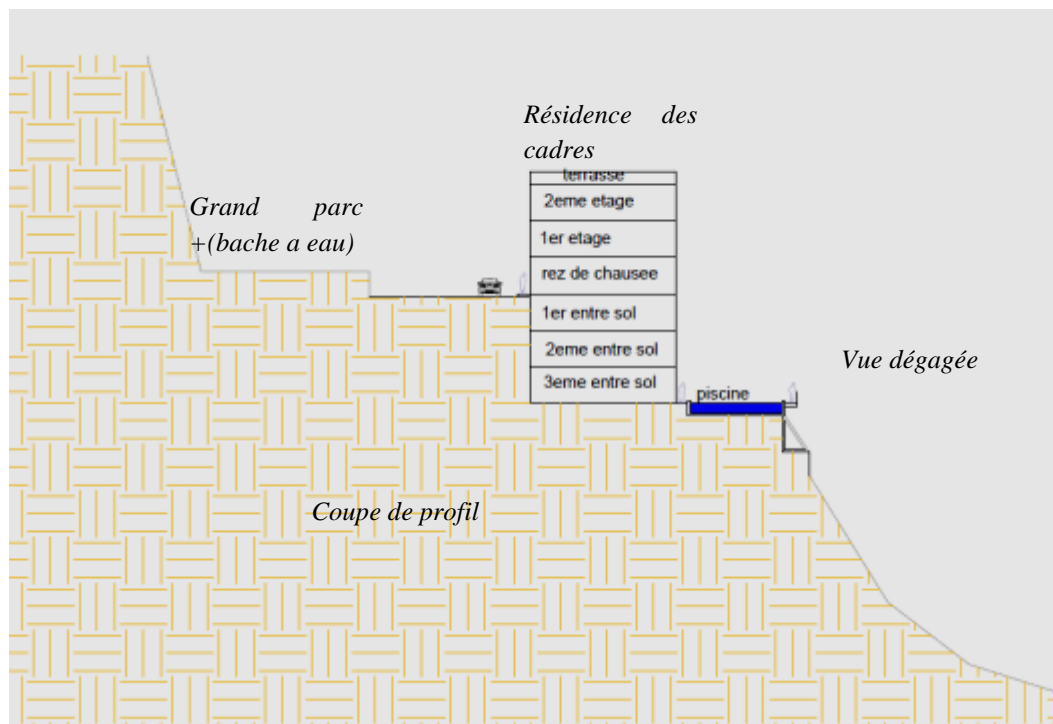 Résidence des
cadres
terrasse
2eme etage
Grand parc
+(bache a eau)
1er etage
rez de chausee
1er entre sol
2eme entre sol
Vue dégagée
3eme entre sol
piscine
Coupe de profil